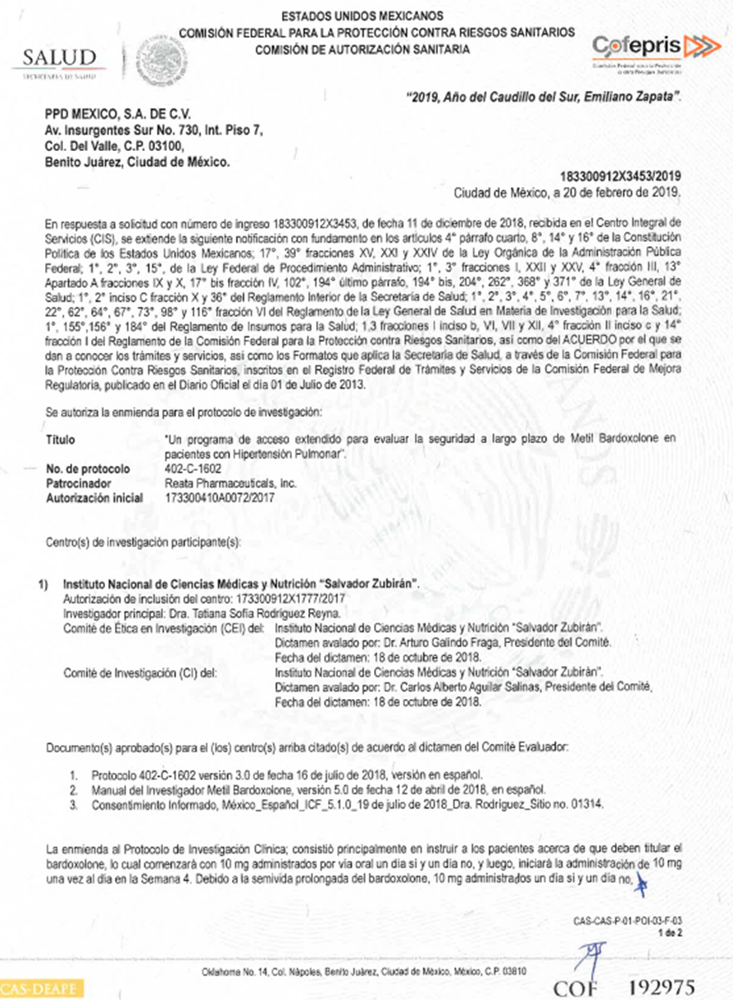 ESTADOS UNIDOS MEXICANOS
COMISIÓN FEDERAL PARA LA PROTECCIÓN CONTRA RIESGOS SANITARIOS
COMISIÓN DE AUTORIZACIÓN SANITARIA
SALUD
SECRETARÍA DE SALUD
Cofepris
"2019, Año del Caudillo del Sur, Emiliano Zapata".
PPD MEXICO, S.A. DE C.V.
Av. Insurgentes Sur No. 730, Int. Piso 7,
Col. Del Valle, C.P. 03100,
Benito Juárez, Ciudad de México.
183300912X3453/2019
Ciudad de México, a 20 de febrero de 2019.
En respuesta a solicitud con número de ingreso 183300912X3453, de fecha 11 de diciembre de 2018, recibida en el Centro Integral de
Servicios (CIS), se extiende la siguiente notificación con fundamento en los artículos 4° párrafo cuarto, 8°, 14° y 16° de la Constitución
Política de los Estados Unidos Mexicanos; 17°, 39° fracciones XV, XXI y XXIV de la Ley Orgánica de la Administración Pública
Federal; 1°, 2°, 3°, 15°, de la Ley Federal de Procedimiento Administrativo; 1°, 3° fracciones I, XXII y XXV, 4° fracción III, 13°
Apartado A fracciones IX y X, 17° bis fracción IV, 102°, 194° último párrafo, 194° bis, 204°, 262°, 368° y 371° de la Ley General de
Salud; 1°, 2° inciso C fracción X y 36° del Reglamento Interior de la Secretaría de Salud; 1°, 2°, 3°, 4°, 5°, 6°, 7°, 13°, 14°, 16°, 21°,
22°, 62°, 64°, 67°, 73°, 98° y 116° fracción VI del Reglamento de la Ley General de Salud en Materia de Investigación para la Salud;
1°, 155°,156° y 184° del Reglamento de Insumos para la Salud; 1,3 fracciones I inciso b, VI, VII y XII, 4° fracción II inciso c y 14°
fracción I del Reglamento de la Comisión Federal para la Protección contra Riesgos Sanitarios, así como del ACUERDO por el que se
dan a conocer los trámites y servicios, así como los Formatos que aplica la Secretaría de Salud, a través de la Comisión Federal para
la Protección Contra Riesgos Sanitarios, inscritos en el Registro Federal de Trámites y Servicios de la Comisión Federal de Mejora
Regulatoria, publicado en el Diario Oficial el día 01 de Julio de 2013.
Se autoriza la enmienda para el protocolo de investigación:
Título "Un programa de acceso extendido para evaluar la seguridad a largo plazo de Metil Bardoxolone en
pacientes con Hipertensión Pulmonar".
No. de protocolo 402-C-1602
Patrocinador Reata Pharmaceuticals, Inc.
Autorización inicial 173300410A0072/2017
Centro(s) de investigación participante(s):
1) Instituto Nacional de Ciencias Médicas y Nutrición "Salvador Zubirán".
Autorización de inclusión del centro: 173300912X1777/2017
Investigador principal: Dra. Tatiana Sofía Rodríguez Reyna.
Comité de Ética en Investigación (CEI) del: Instituto Nacional de Ciencias Médicas y Nutrición "Salvador Zubirán".
Dictamen avalado por: Dr. Arturo Galindo Fraga, Presidente del Comité.
Fecha del dictamen: 18 de octubre de 2018.
Comité de Investigación (CI) del: Instituto Nacional de Ciencias Médicas y Nutrición "Salvador Zubirán".
Dictamen avalado por: Dr. Carlos Alberto Aguilar Salinas, Presidente del Comité,
Fecha del dictamen: 18 de octubre de 2018.
Documento(s) aprobado(s) para el (los) centro(s) arriba citado(s) de acuerdo al dictamen del Comité Evaluador:
1. Protocolo 402-C-1602 versión 3.0 de fecha 16 de julio de 2018, versión en español.
2. Manual del Investigador Metil Bardoxolone, versión 5.0 de fecha 12 de abril de 2018, en español.
3. Consentimiento Informado, México_Español_ICF_5.1.0_19 de julio de 2018_Dra. Rodriguez_Sitio no. 01314.
La enmienda al Protocolo de Investigación Clínica; consistió principalmente en instruir a los pacientes acerca de que deben titular el
bardoxolone, lo cual comenzará con 10 mg administrados por vía oral un día si y un día no, y luego, iniciará la administración de 10 mg
una vez al día en la Semana 4. Debido a la semivida prolongada del bardoxolone, 10 mg administrados un día si y un día no,
CAS-CAS-P-01-POI-03-F-03
1 de 2
Oklahoma No. 14, Col. Nápoles, Benito Juárez, Ciudad de México, México, C.P. 03810
CAS-DEAPE
COF 192975